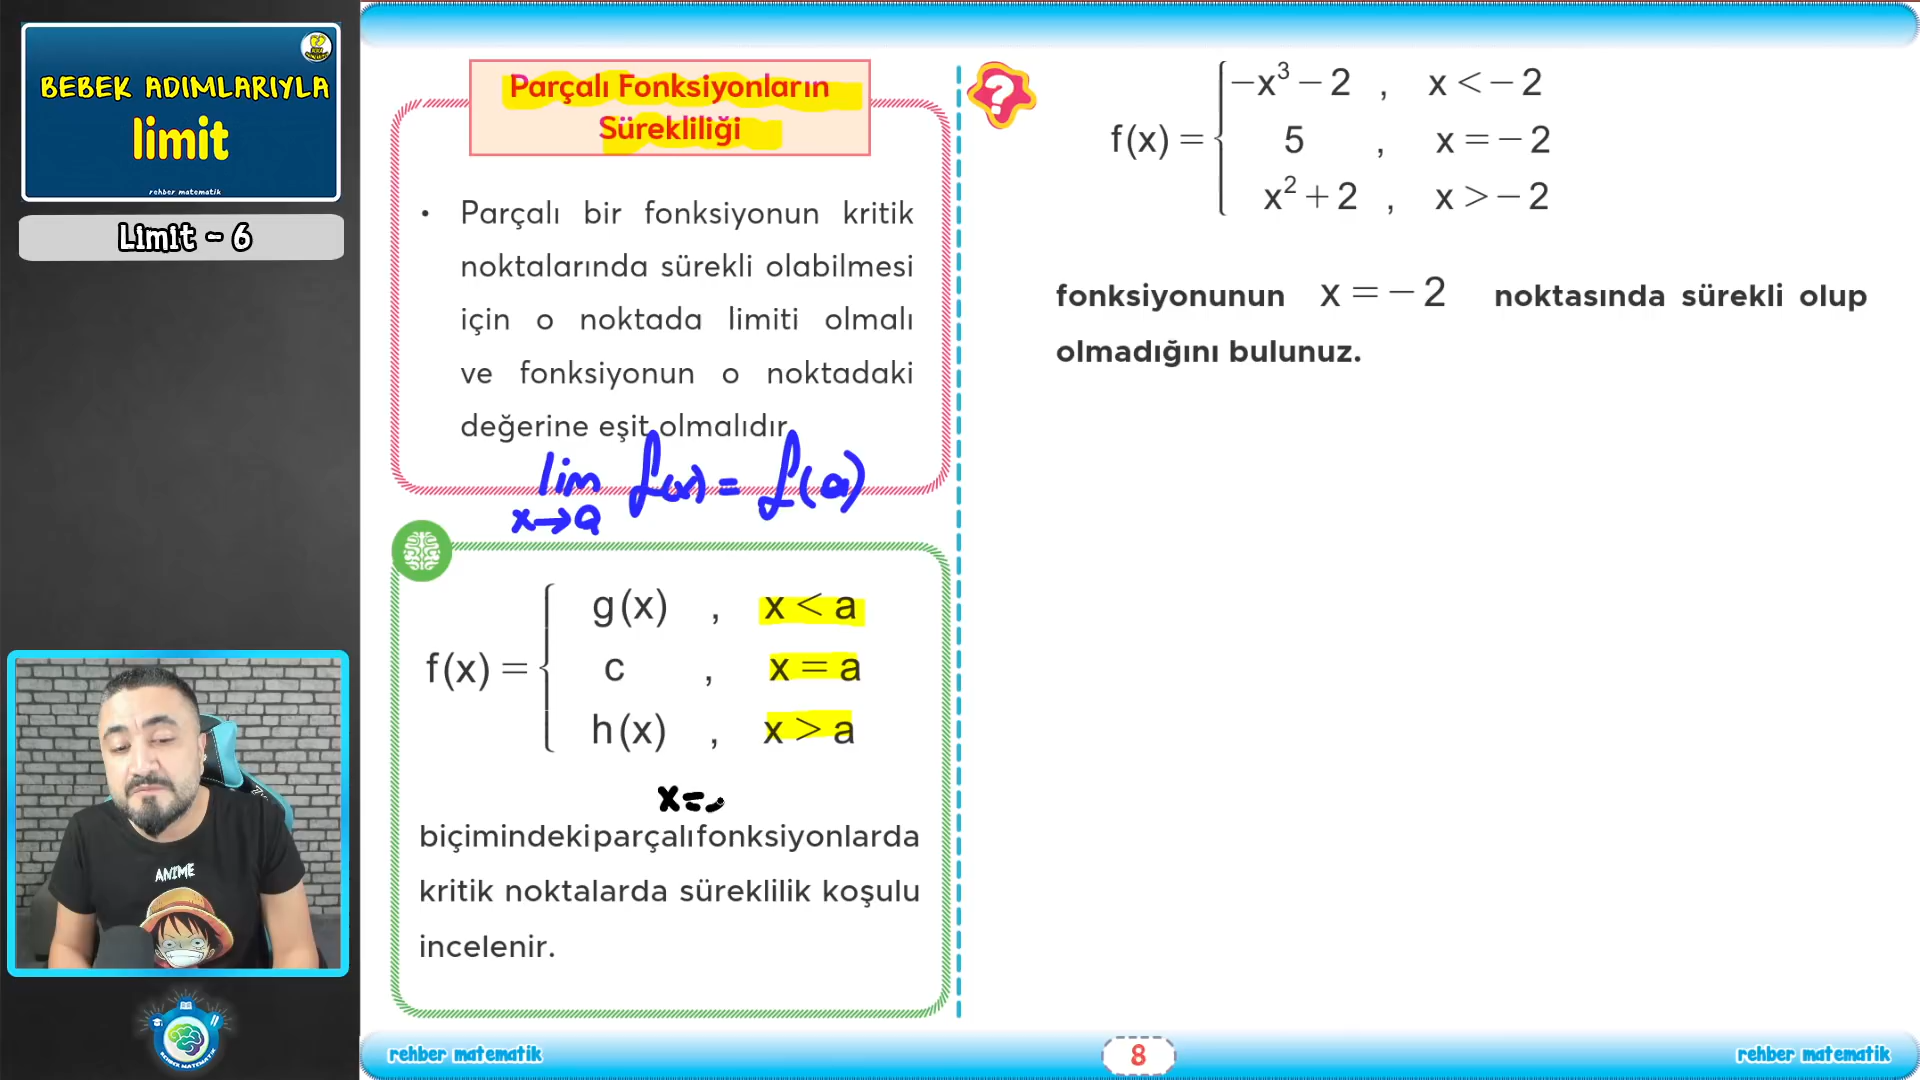 BEBEK ADIMLARIYLA
limit
rehber matematik
Limit - 6
ANIME
Parçalı Fonksiyonların
Sürekliliği
• Parçalı bir fonksiyonun kritik
noktalarında sürekli olabilmesi
için o noktada limiti olmalı
ve fonksiyonun o noktadaki
değerine eşit olmalıdır.
lim f(x) = f(a)
x→a
g(x) , x < a
f(x) = c , x = a
h(x) , x > a
x=
biçimindeki parçalı fonksiyonlarda
kritik noktalarda süreklilik koşulu
incelenir.
−x³ − 2 , x < − 2
f(x) = 5 , x = − 2
x² + 2 , x > − 2
fonksiyonunun x = − 2 noktasında sürekli olup
olmadığını bulunuz.
rehber matematik
8
rehber matematik